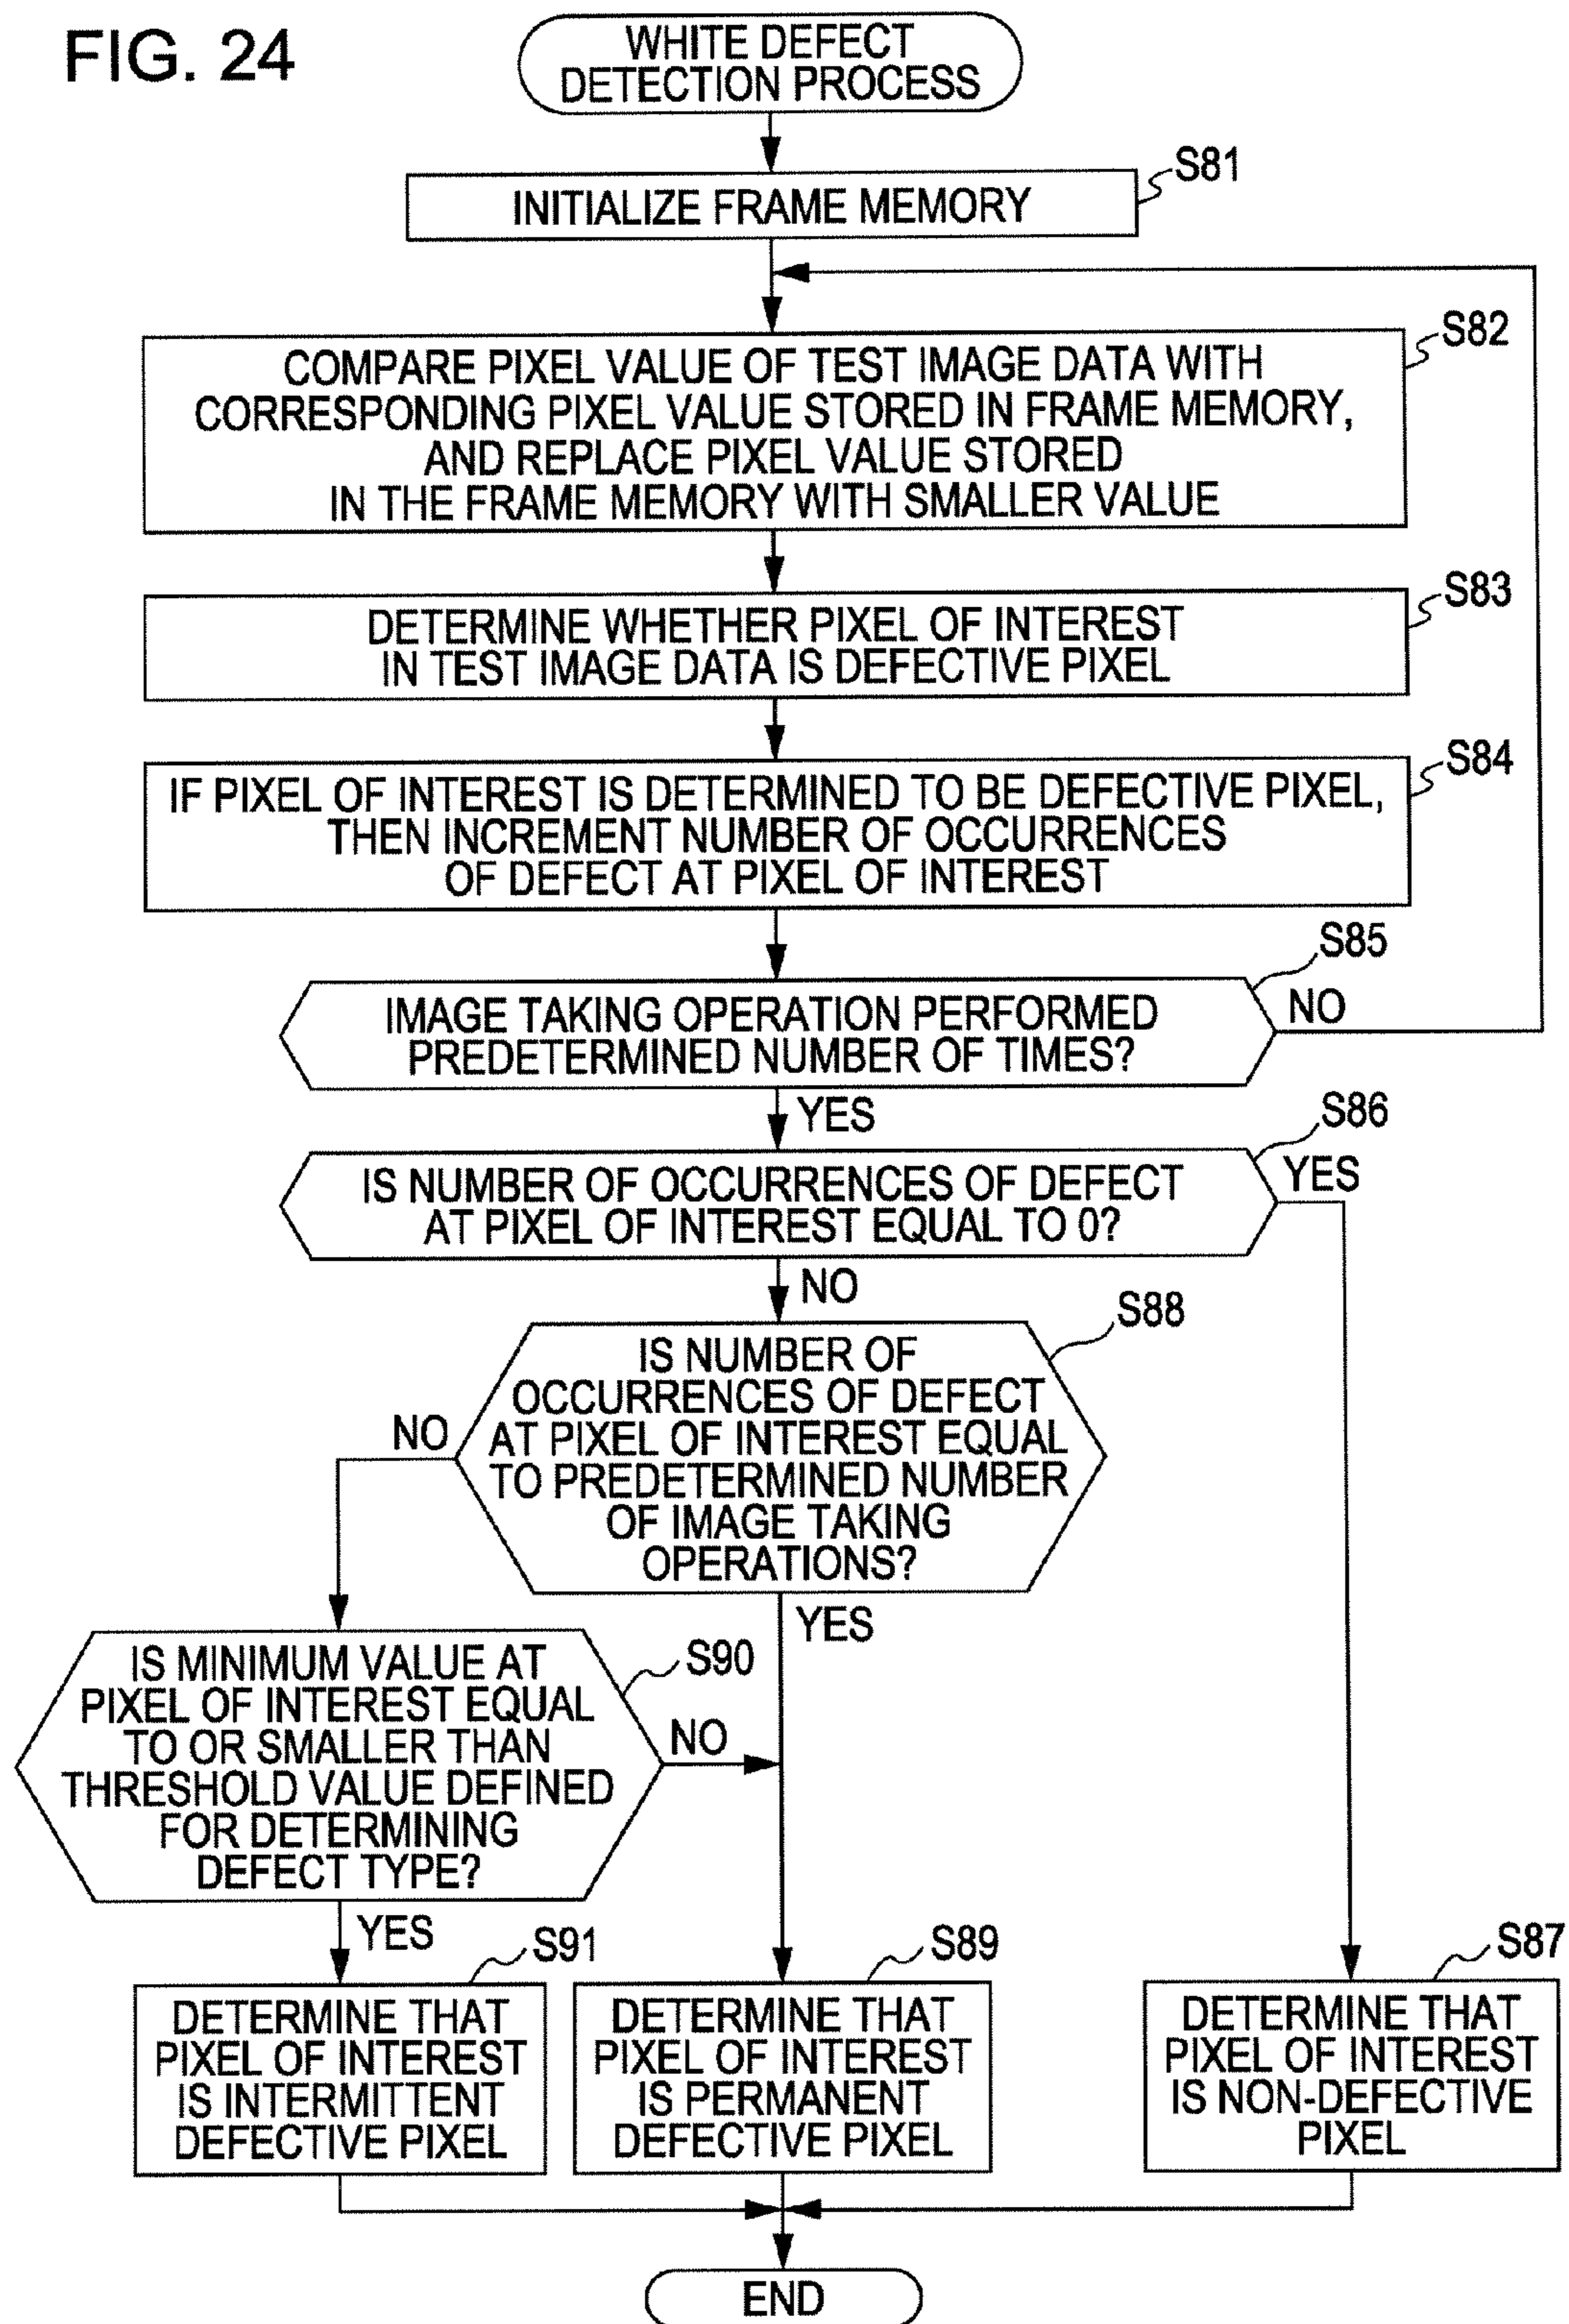 FIG. 24
WHITE DEFECT
DETECTION PROCESS
S81
INITIALIZE FRAME MEMORY
S82
COMPARE PIXEL VALUE OF TEST IMAGE DATA WITH
CORRESPONDING PIXEL VALUE STORED IN FRAME MEMORY,
AND REPLACE PIXEL VALUE STORED
IN THE FRAME MEMORY WITH SMALLER VALUE
S83
DETERMINE WHETHER PIXEL OF INTEREST
IN TEST IMAGE DATA IS DEFECTIVE PIXEL
S84
IF PIXEL OF INTEREST IS DETERMINED TO BE DEFECTIVE PIXEL,
THEN INCREMENT NUMBER OF OCCURRENCES
OF DEFECT AT PIXEL OF INTEREST
S85
IMAGE TAKING OPERATION PERFORMED
PREDETERMINED NUMBER OF TIMES?
NO
YES
S86
IS NUMBER OF OCCURRENCES OF DEFECT
AT PIXEL OF INTEREST EQUAL TO 0?
YES
NO
S88
IS NUMBER OF
OCCURRENCES OF DEFECT
AT PIXEL OF INTEREST EQUAL
TO PREDETERMINED NUMBER
OF IMAGE TAKING
OPERATIONS?
NO
YES
S90
IS MINIMUM VALUE AT
PIXEL OF INTEREST EQUAL
TO OR SMALLER THAN
THRESHOLD VALUE DEFINED
FOR DETERMINING
DEFECT TYPE?
NO
YES
S91
DETERMINE THAT
PIXEL OF INTEREST
IS INTERMITTENT
DEFECTIVE PIXEL
S89
DETERMINE THAT
PIXEL OF INTEREST
IS PERMANENT
DEFECTIVE PIXEL
S87
DETERMINE THAT
PIXEL OF INTEREST
IS NON-DEFECTIVE
PIXEL
END